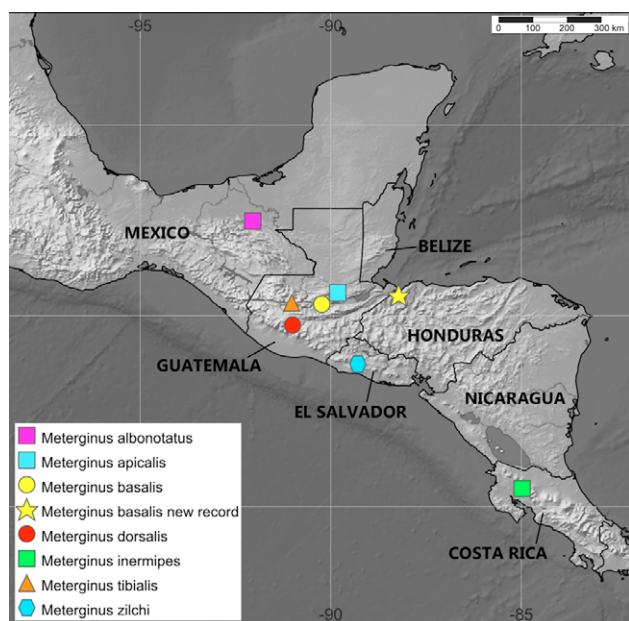 -95
-90
0 100 200 300 km
MEXICO
BELIZE
HONDURAS
GUATEMALA
NICARAGUA
EL SALVADOR
COSTA RICA
Meterginus albonotatus
Meterginus apicalis
Meterginus basalis
Meterginus basalis new record
Meterginus dorsalis
Meterginus inermipes
Meterginus tibialis
Meterginus zilchi
-90
-85